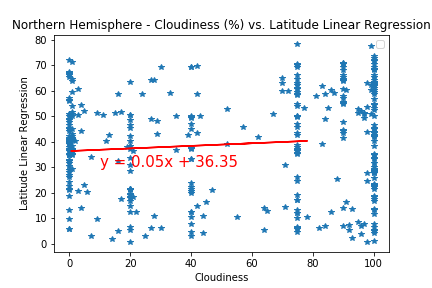 Northern Hemisphere - Cloudiness (%) vs. Latitude Linear Regression
Latitude Linear Regression
80
70
60
50
40
30
20
10
0
y = 0.05x + 36.35
0 20 40 60 80 100
Cloudiness